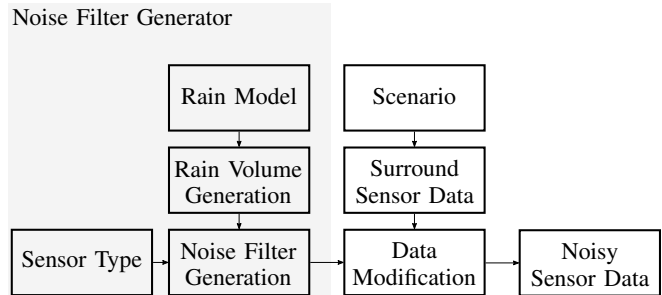 Noise Filter Generator
Rain Model
Scenario
Rain Volume
Generation
Surround
Sensor Data
Sensor Type
Noise Filter
Generation
Data
Modification
Noisy
Sensor Data